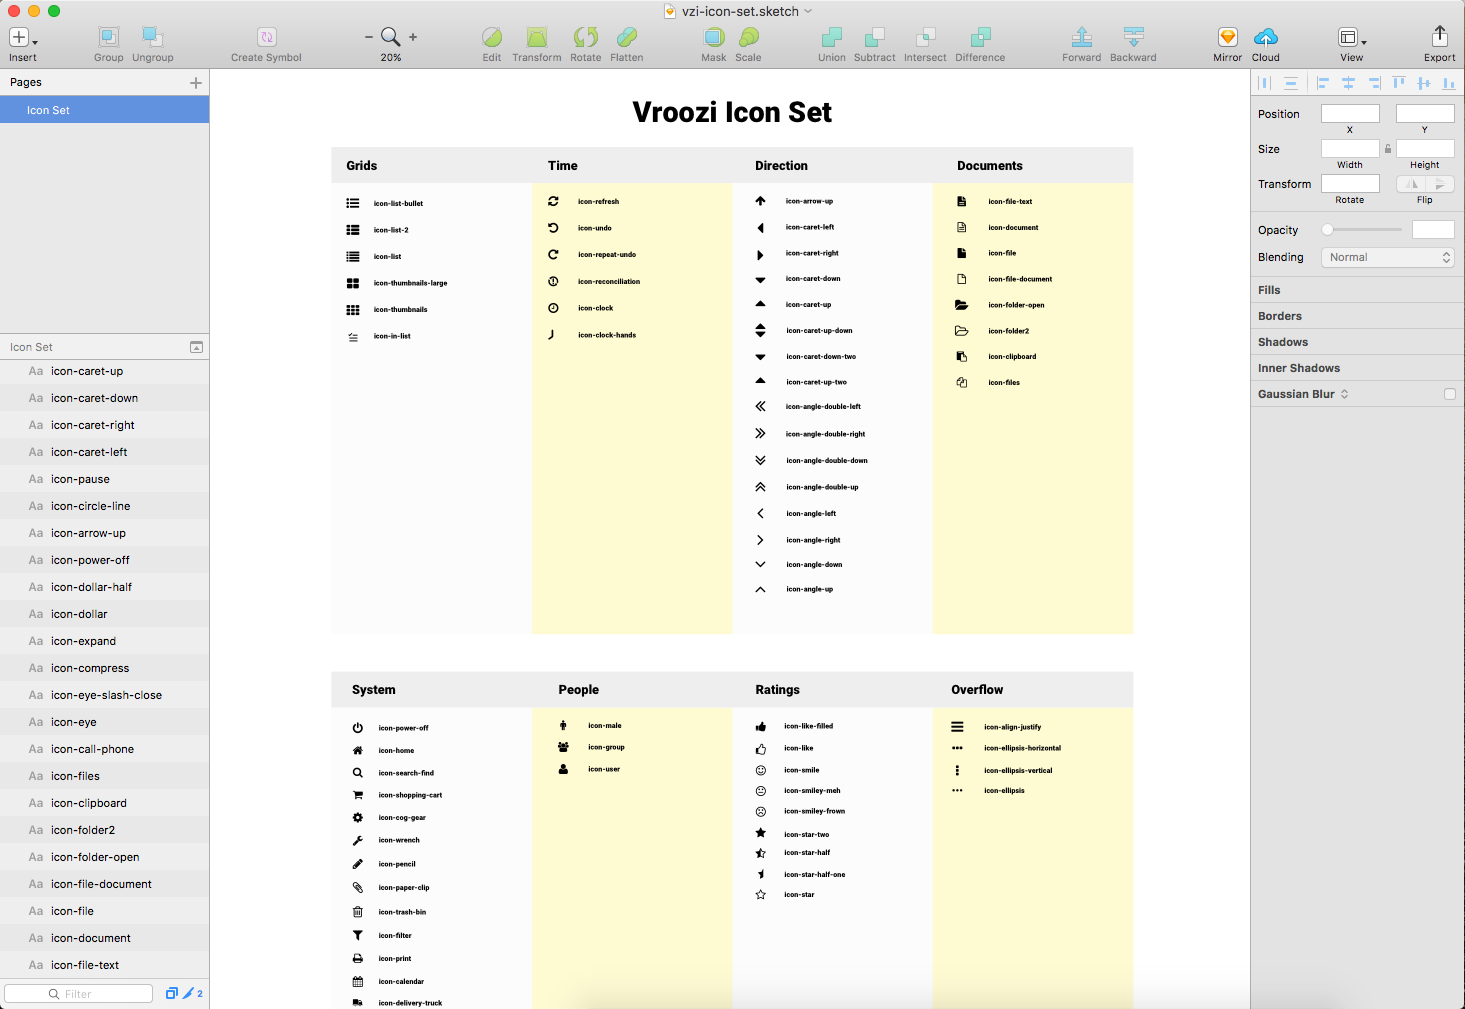 vzi-icon-set.sketch
Insert
Group
Ungroup
Create Symbol
20%
Edit
Transform
Rotate
Flatten
Mask
Scale
Union
Subtract
Intersect
Difference
Forward
Backward
Mirror
Cloud
View
Export
Pages
Icon Set
Icon Set
Aa icon-caret-up
Aa icon-caret-down
Aa icon-caret-right
Aa icon-caret-left
Aa icon-pause
Aa icon-circle-line
Aa icon-arrow-up
Aa icon-power-off
Aa icon-dollar-half
Aa icon-dollar
Aa icon-expand
Aa icon-compress
Aa icon-eye-slash-close
Aa icon-eye
Aa icon-call-phone
Aa icon-files
Aa icon-clipboard
Aa icon-folder2
Aa icon-folder-open
Aa icon-file-document
Aa icon-file
Aa icon-document
Aa icon-file-text
Filter
2
Vroozi Icon Set
Grids
icon-list-bullet
icon-list-2
icon-list
icon-thumbnails-large
icon-thumbnails
icon-in-list
Time
icon-refresh
icon-undo
icon-repeat-undo
icon-reconciliation
icon-clock
icon-clock-hands
Direction
icon-arrow-up
icon-caret-left
icon-caret-right
icon-caret-down
icon-caret-up
icon-caret-up-down
icon-caret-down-two
icon-caret-up-two
icon-angle-double-left
icon-angle-double-right
icon-angle-double-down
icon-angle-double-up
icon-angle-left
icon-angle-right
icon-angle-down
icon-angle-up
Documents
icon-file-text
icon-document
icon-file
icon-file-document
icon-folder-open
icon-folder2
icon-clipboard
icon-files
System
icon-power-off
icon-home
icon-search-find
icon-shopping-cart
icon-cog-gear
icon-wrench
icon-pencil
icon-paper-clip
icon-trash-bin
icon-filter
icon-print
icon-calendar
icon-delivery-truck
People
icon-male
icon-group
icon-user
Ratings
icon-like-filled
icon-like
icon-smile
icon-smiley-meh
icon-smiley-frown
icon-star-two
icon-star-half
icon-star-half-one
icon-star
Overflow
icon-align-justify
icon-ellipsis-horizontal
icon-ellipsis-vertical
icon-ellipsis
Position
X
Y
Size
Width
Height
Transform
Rotate
Flip
Opacity
Blending
Normal
Fills
Borders
Shadows
Inner Shadows
Gaussian Blur